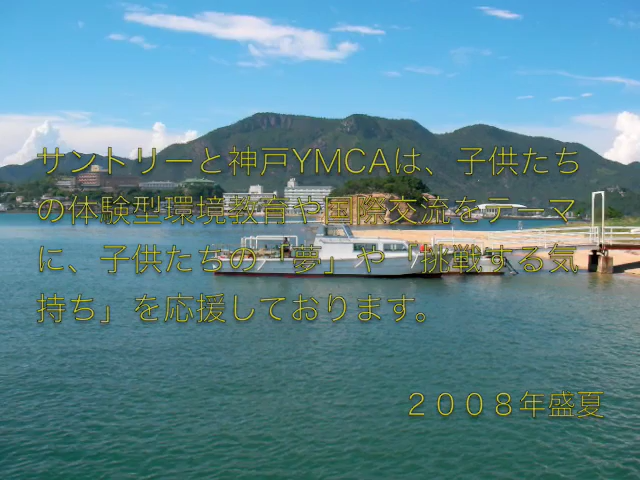 サントリーと神戸YMCAは、子供たち
の体験型環境教育や国際交流をテーマ
に、子供たちの「夢」や「挑戦する気
持ち」を応援しております。
２００８年盛夏